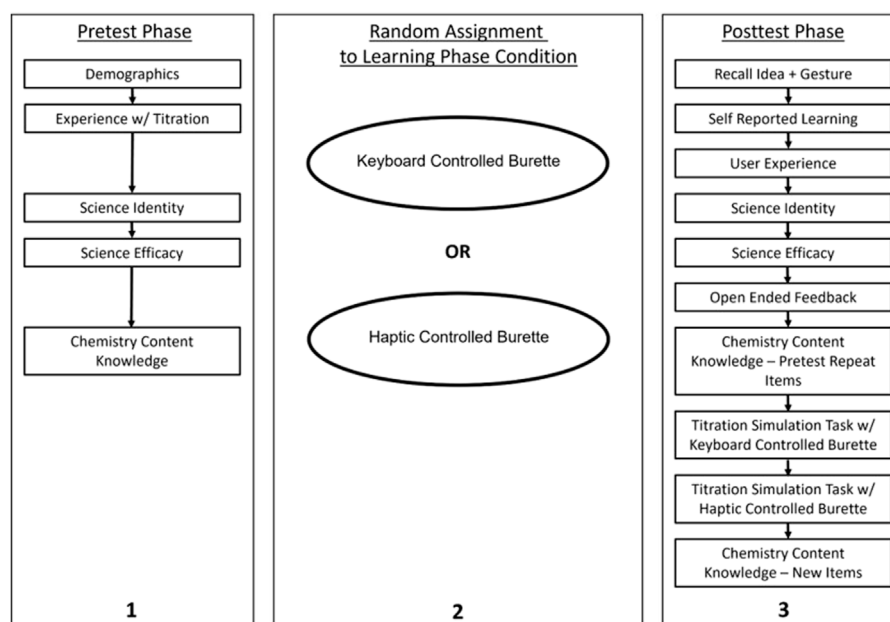 Pretest Phase
Demographics
Experience w/ Titration
Science Identity
Science Efficacy
Chemistry Content
Knowledge
1
Random Assignment
to Learning Phase Condition
Keyboard Controlled Burette
OR
Haptic Controlled Burette
2
Posttest Phase
Recall Idea + Gesture
Self Reported Learning
User Experience
Science Identity
Science Efficacy
Open Ended Feedback
Chemistry Content
Knowledge – Pretest Repeat
Items
Titration Simulation Task w/
Keyboard Controlled Burette
Titration Simulation Task w/
Haptic Controlled Burette
Chemistry Content
Knowledge – New Items
3